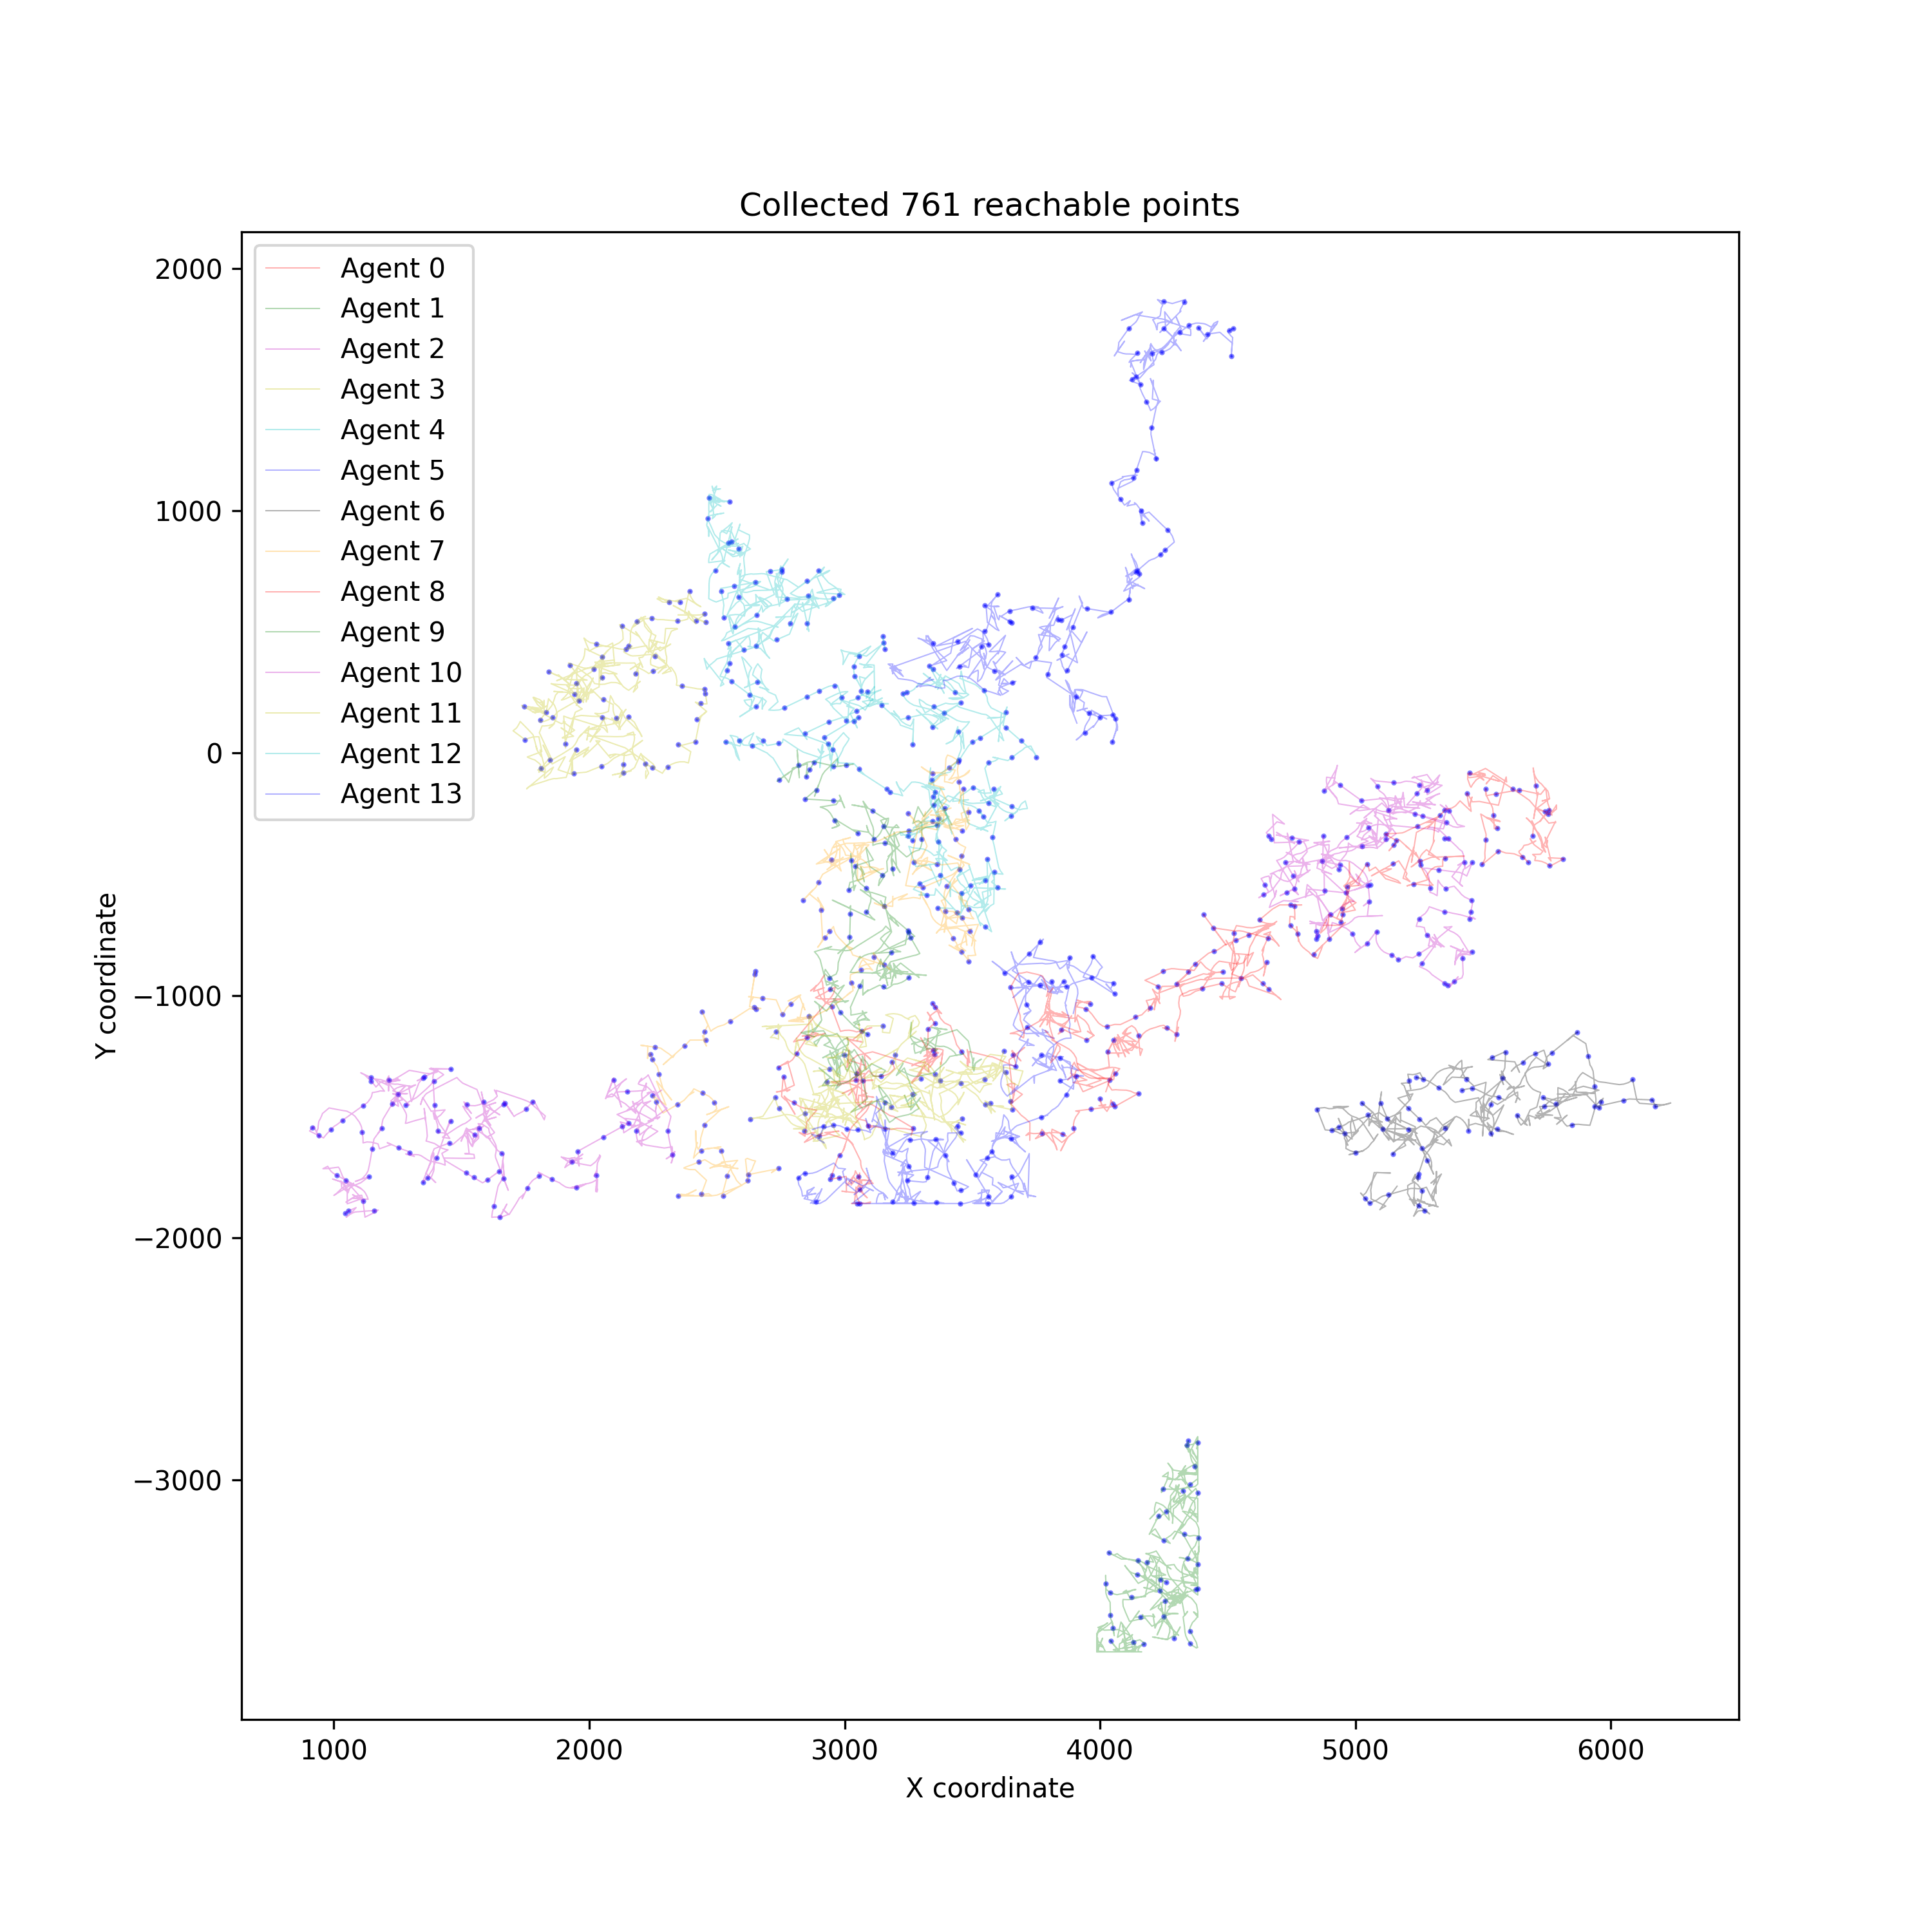 Collected 761 reachable points
2000
1000
0
−1000
−2000
−3000
Y coordinate
Agent 0
Agent 1
Agent 2
Agent 3
Agent 4
Agent 5
Agent 6
Agent 7
Agent 8
Agent 9
Agent 10
Agent 11
Agent 12
Agent 13
1000 2000 3000 4000 5000 6000
X coordinate